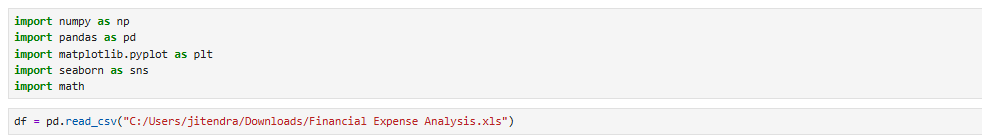 import numpy as np
import pandas as pd
import matplotlib.pyplot as plt
import seaborn as sns
import math
df = pd.read_csv("C:/Users/jitendra/Downloads/Financial Expense Analysis.xls")